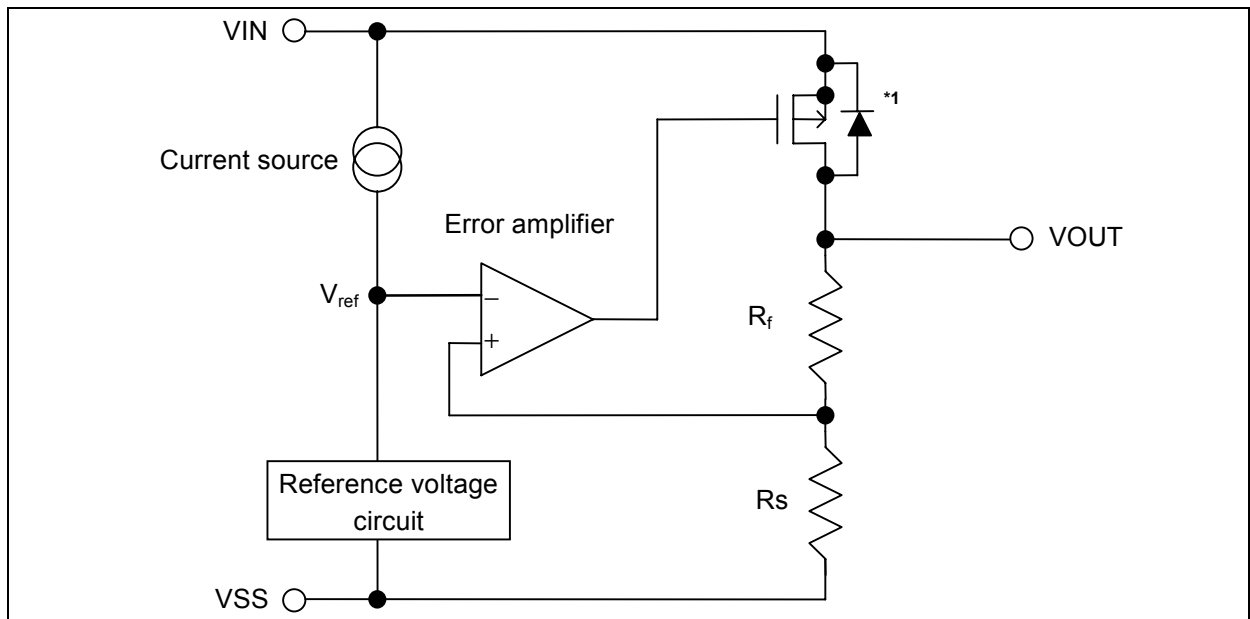 VIN
*1
Current source
Error amplifier
VOUT
Vref
−
+
Rf
Reference voltage
circuit
Rs
VSS